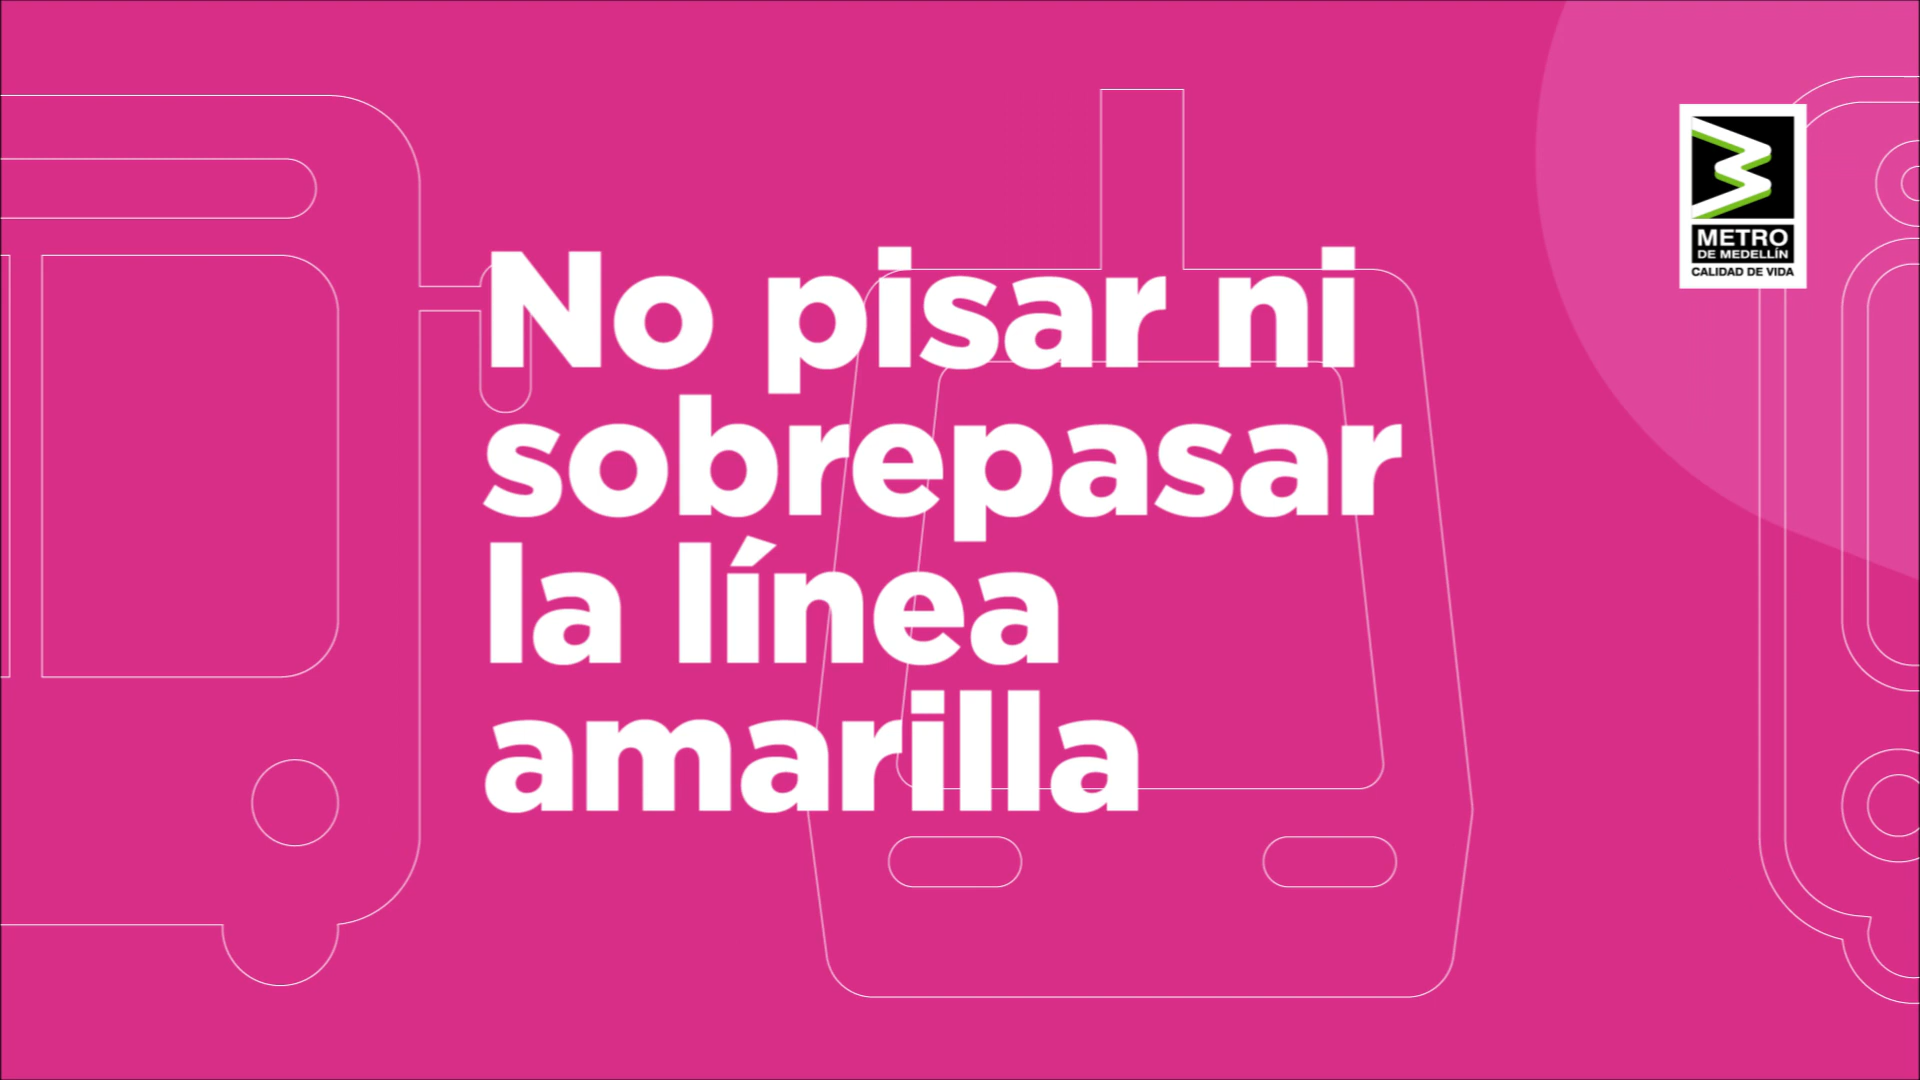 No pisar ni
sobrepasar
la línea
amarilla
METRO
DE MEDELLÍN
CALIDAD DE VIDA